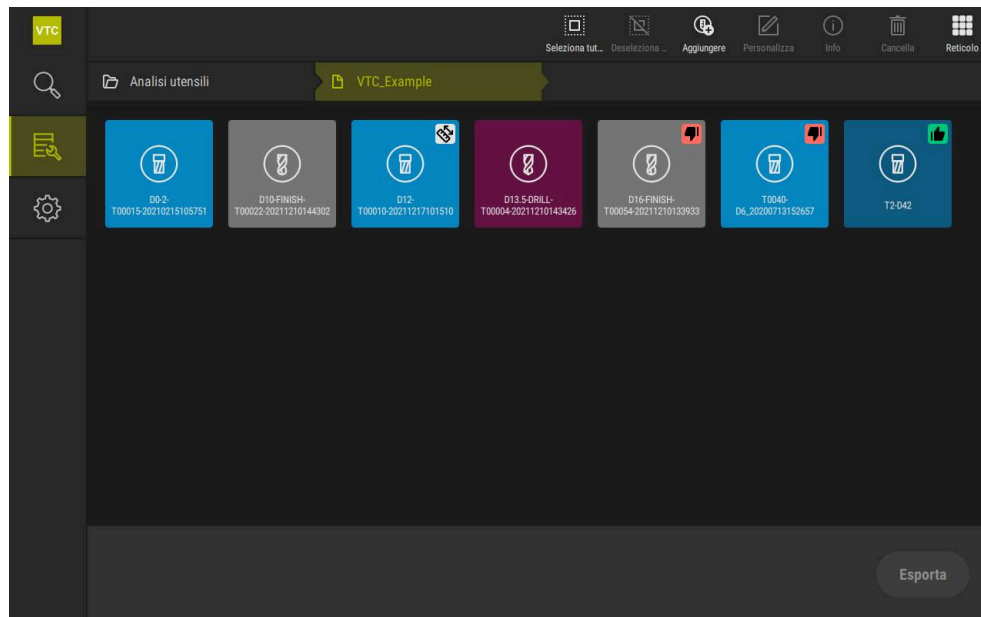 VTC
Seleziona tut...
Deseleziona ...
Aggiungere
Personalizza
Info
Cancella
Reticolo
Analisi utensili
VTC_Example
D0-2-
T00015-20210215105751
D10-FINISH-
T00022-20211210144302
D12-
T00010-20211217101510
D13.5-DRILL-
T00004-20211210143426
D16-FINISH-
T00054-20211210133933
T0040-
D6_20200713152657
T2-D42
Esporta